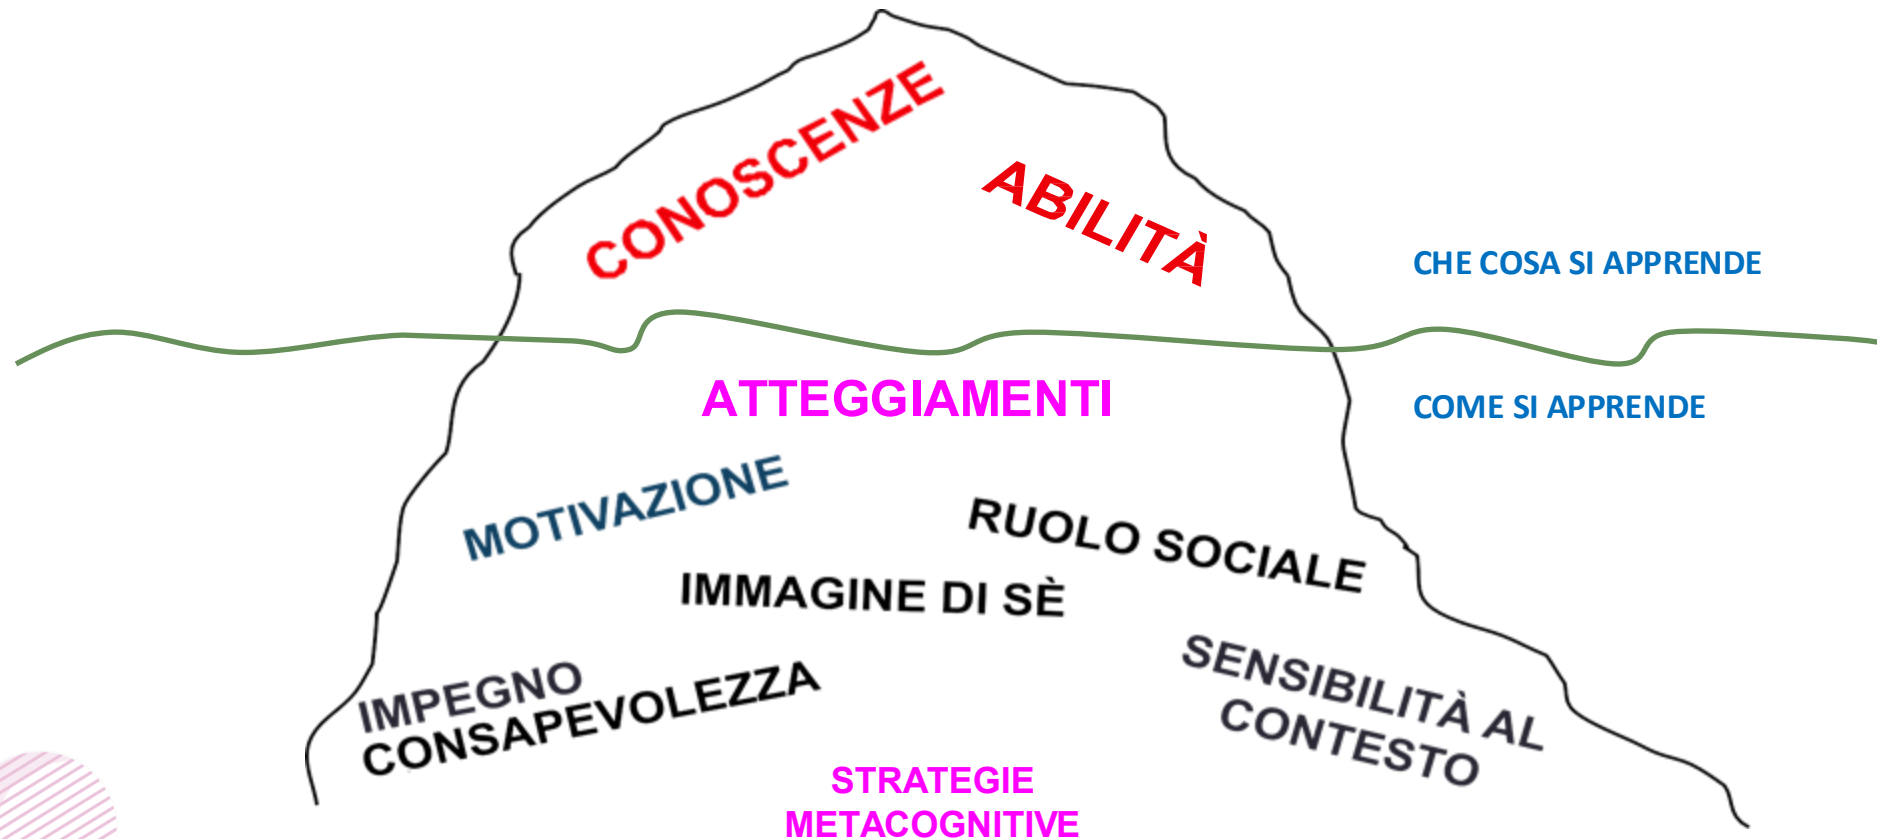 CONOSCENZE
ABILITÀ
CHE COSA SI APPRENDE
ATTEGGIAMENTI
COME SI APPRENDE
MOTIVAZIONE
RUOLO SOCIALE
IMMAGINE DI SÈ
IMPEGNO
CONSAPEVOLEZZA
SENSIBILITÀ AL
CONTESTO
STRATEGIE
METACOGNITIVE